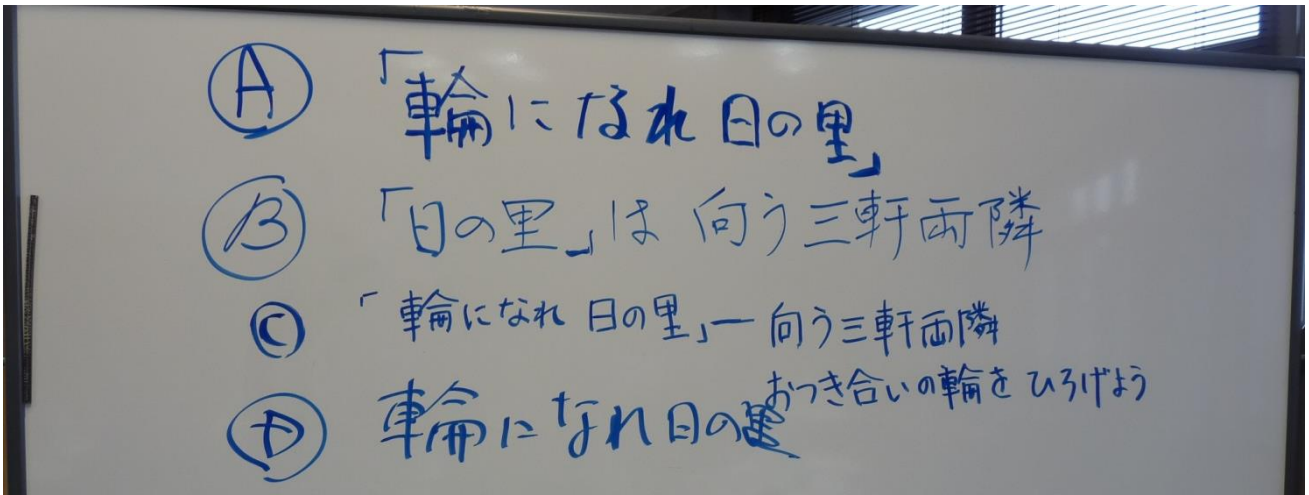 Ⓐ 「輪になれ 日の里」
Ⓑ 「日の里」は 向う三軒両隣
Ⓒ 「輪になれ 日の里」ー向う三軒両隣
おつき合いの輪を ひろげよう
Ⓓ 輪になれ日の里